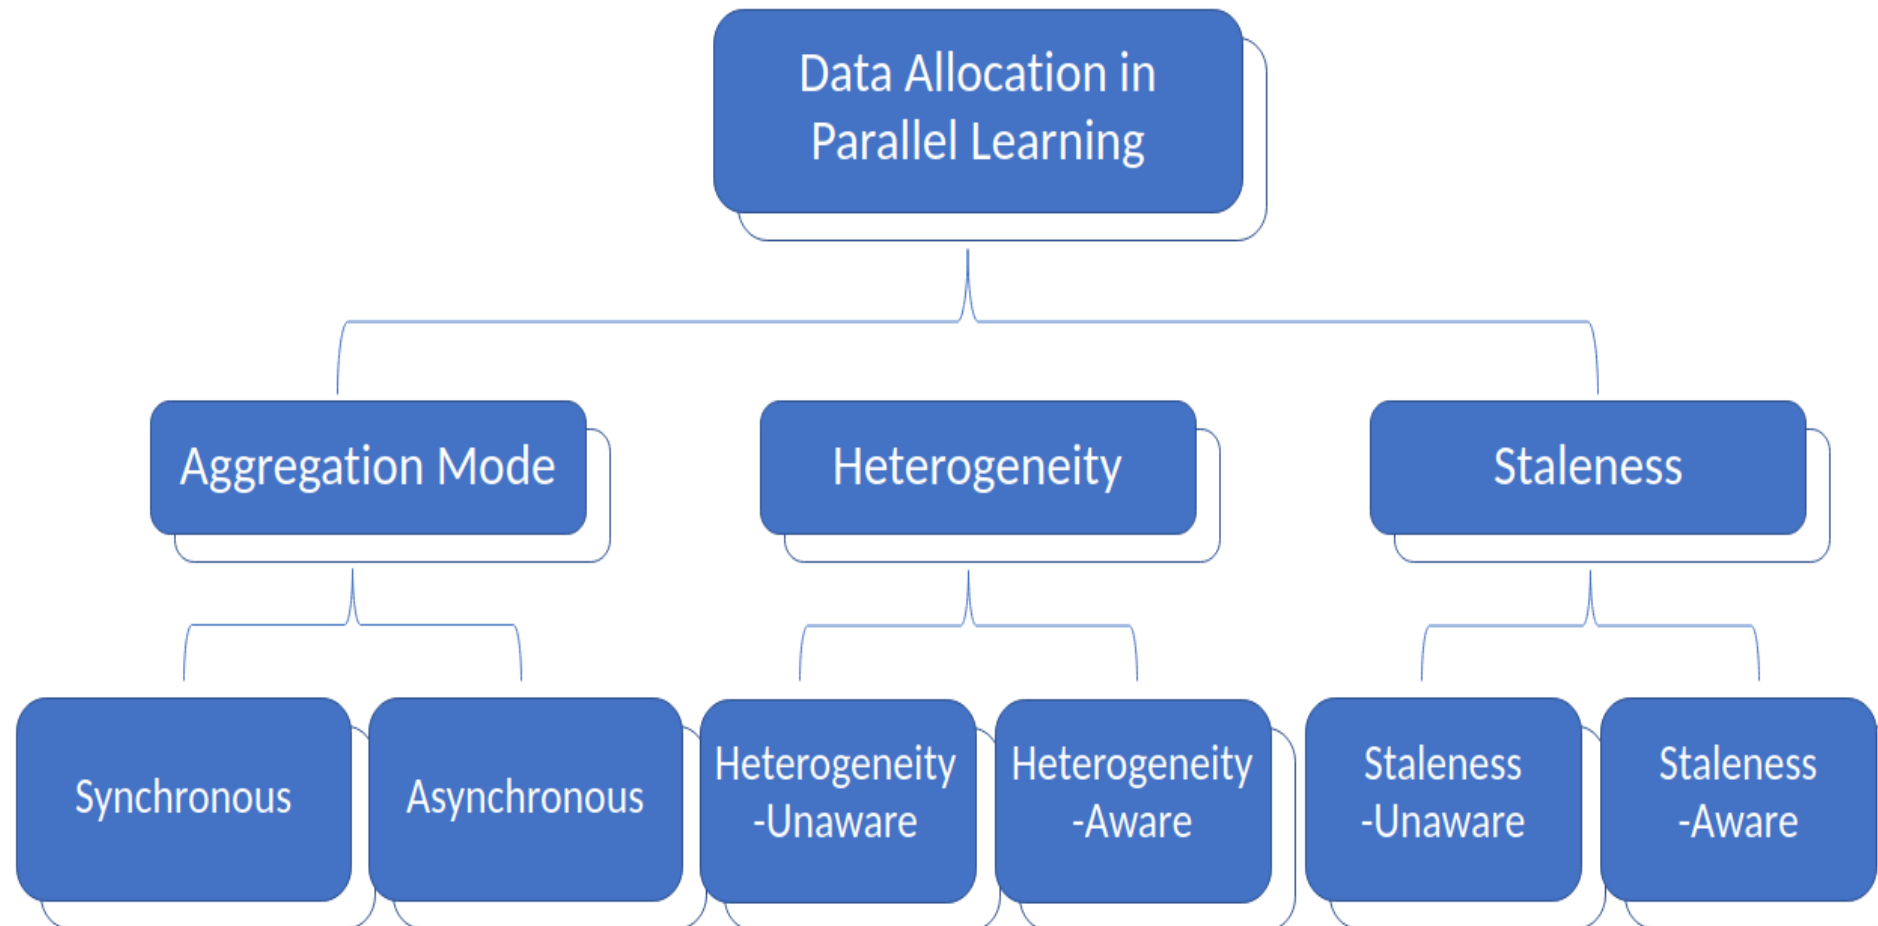 Data Allocation in
Parallel Learning
Aggregation Mode
Heterogeneity
Staleness
Synchronous
Asynchronous
Heterogeneity
-Unaware
Heterogeneity
-Aware
Staleness
-Unaware
Staleness
-Aware